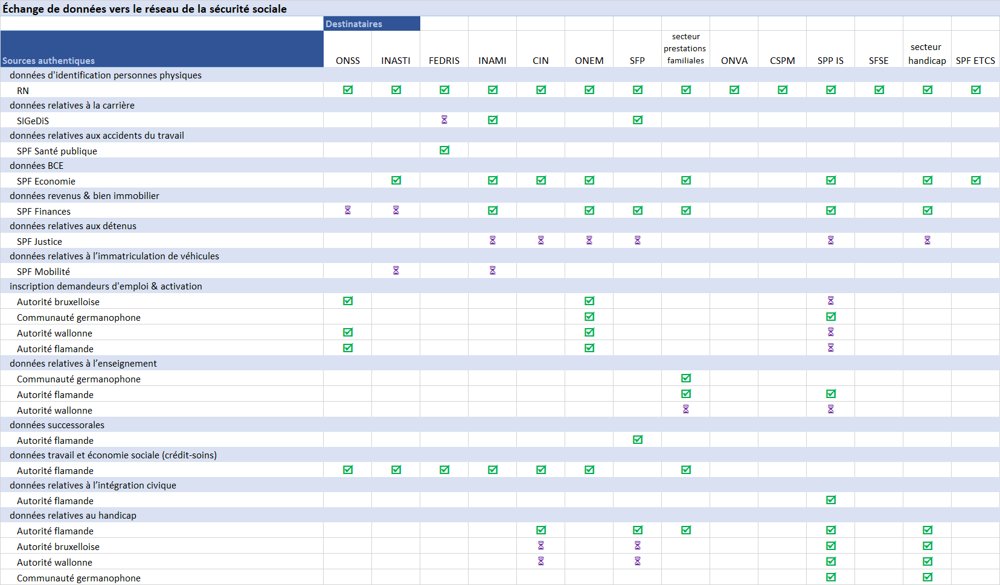 Échange de données vers le réseau de la sécurité sociale
Destinataires
Sources authentiques ONSS INASTI FEDRIS INAMI CIN ONEM SFP secteur prestations familiales ONVA CSPM SPP IS SFSE secteur handicap SPF ETCS
données d'identification personnes physiques
RN
données relatives à la carrière
SIGeDiS
données relatives aux accidents du travail
SPF Santé publique
données BCE
SPF Economie
données revenus & bien immobilier
SPF Finances
données relatives aux détenus
SPF Justice
données relatives à l’immatriculation de véhicules
SPF Mobilité
inscription demandeurs d'emploi & activation
Autorité bruxelloise
Communauté germanophone
Autorité wallonne
Autorité flamande
données relatives à l’enseignement
Communauté germanophone
Autorité flamande
Autorité wallonne
données successorales
Autorité flamande
données travail et économie sociale (crédit-soins)
Autorité flamande
données relatives à l’intégration civique
Autorité flamande
données relatives au handicap
Autorité flamande
Autorité bruxelloise
Autorité wallonne
Communauté germanophone